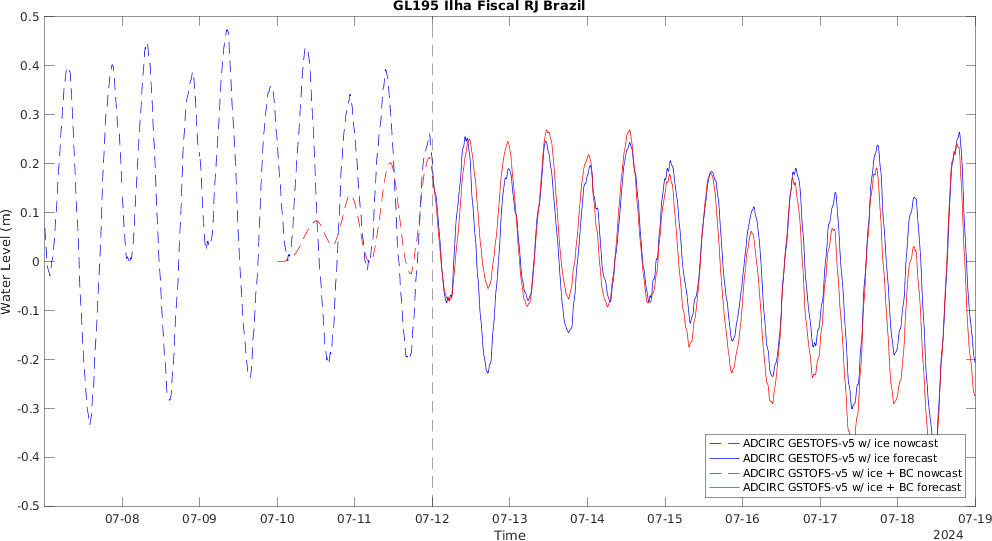 GL195 Ilha Fiscal RJ Brazil
0.5
0.4
0.3
0.2
0.1
0
-0.1
-0.2
-0.3
-0.4
-0.5
Water Level (m)
07-08 07-09 07-10 07-11 07-12 07-13 07-14 07-15 07-16 07-17 07-18 07-19
Time
2024
ADCIRC GESTOFS-v5 w/ ice nowcast
ADCIRC GESTOFS-v5 w/ ice forecast
ADCIRC GSTOFS-v5 w/ ice + BC nowcast
ADCIRC GSTOFS-v5 w/ ice + BC forecast